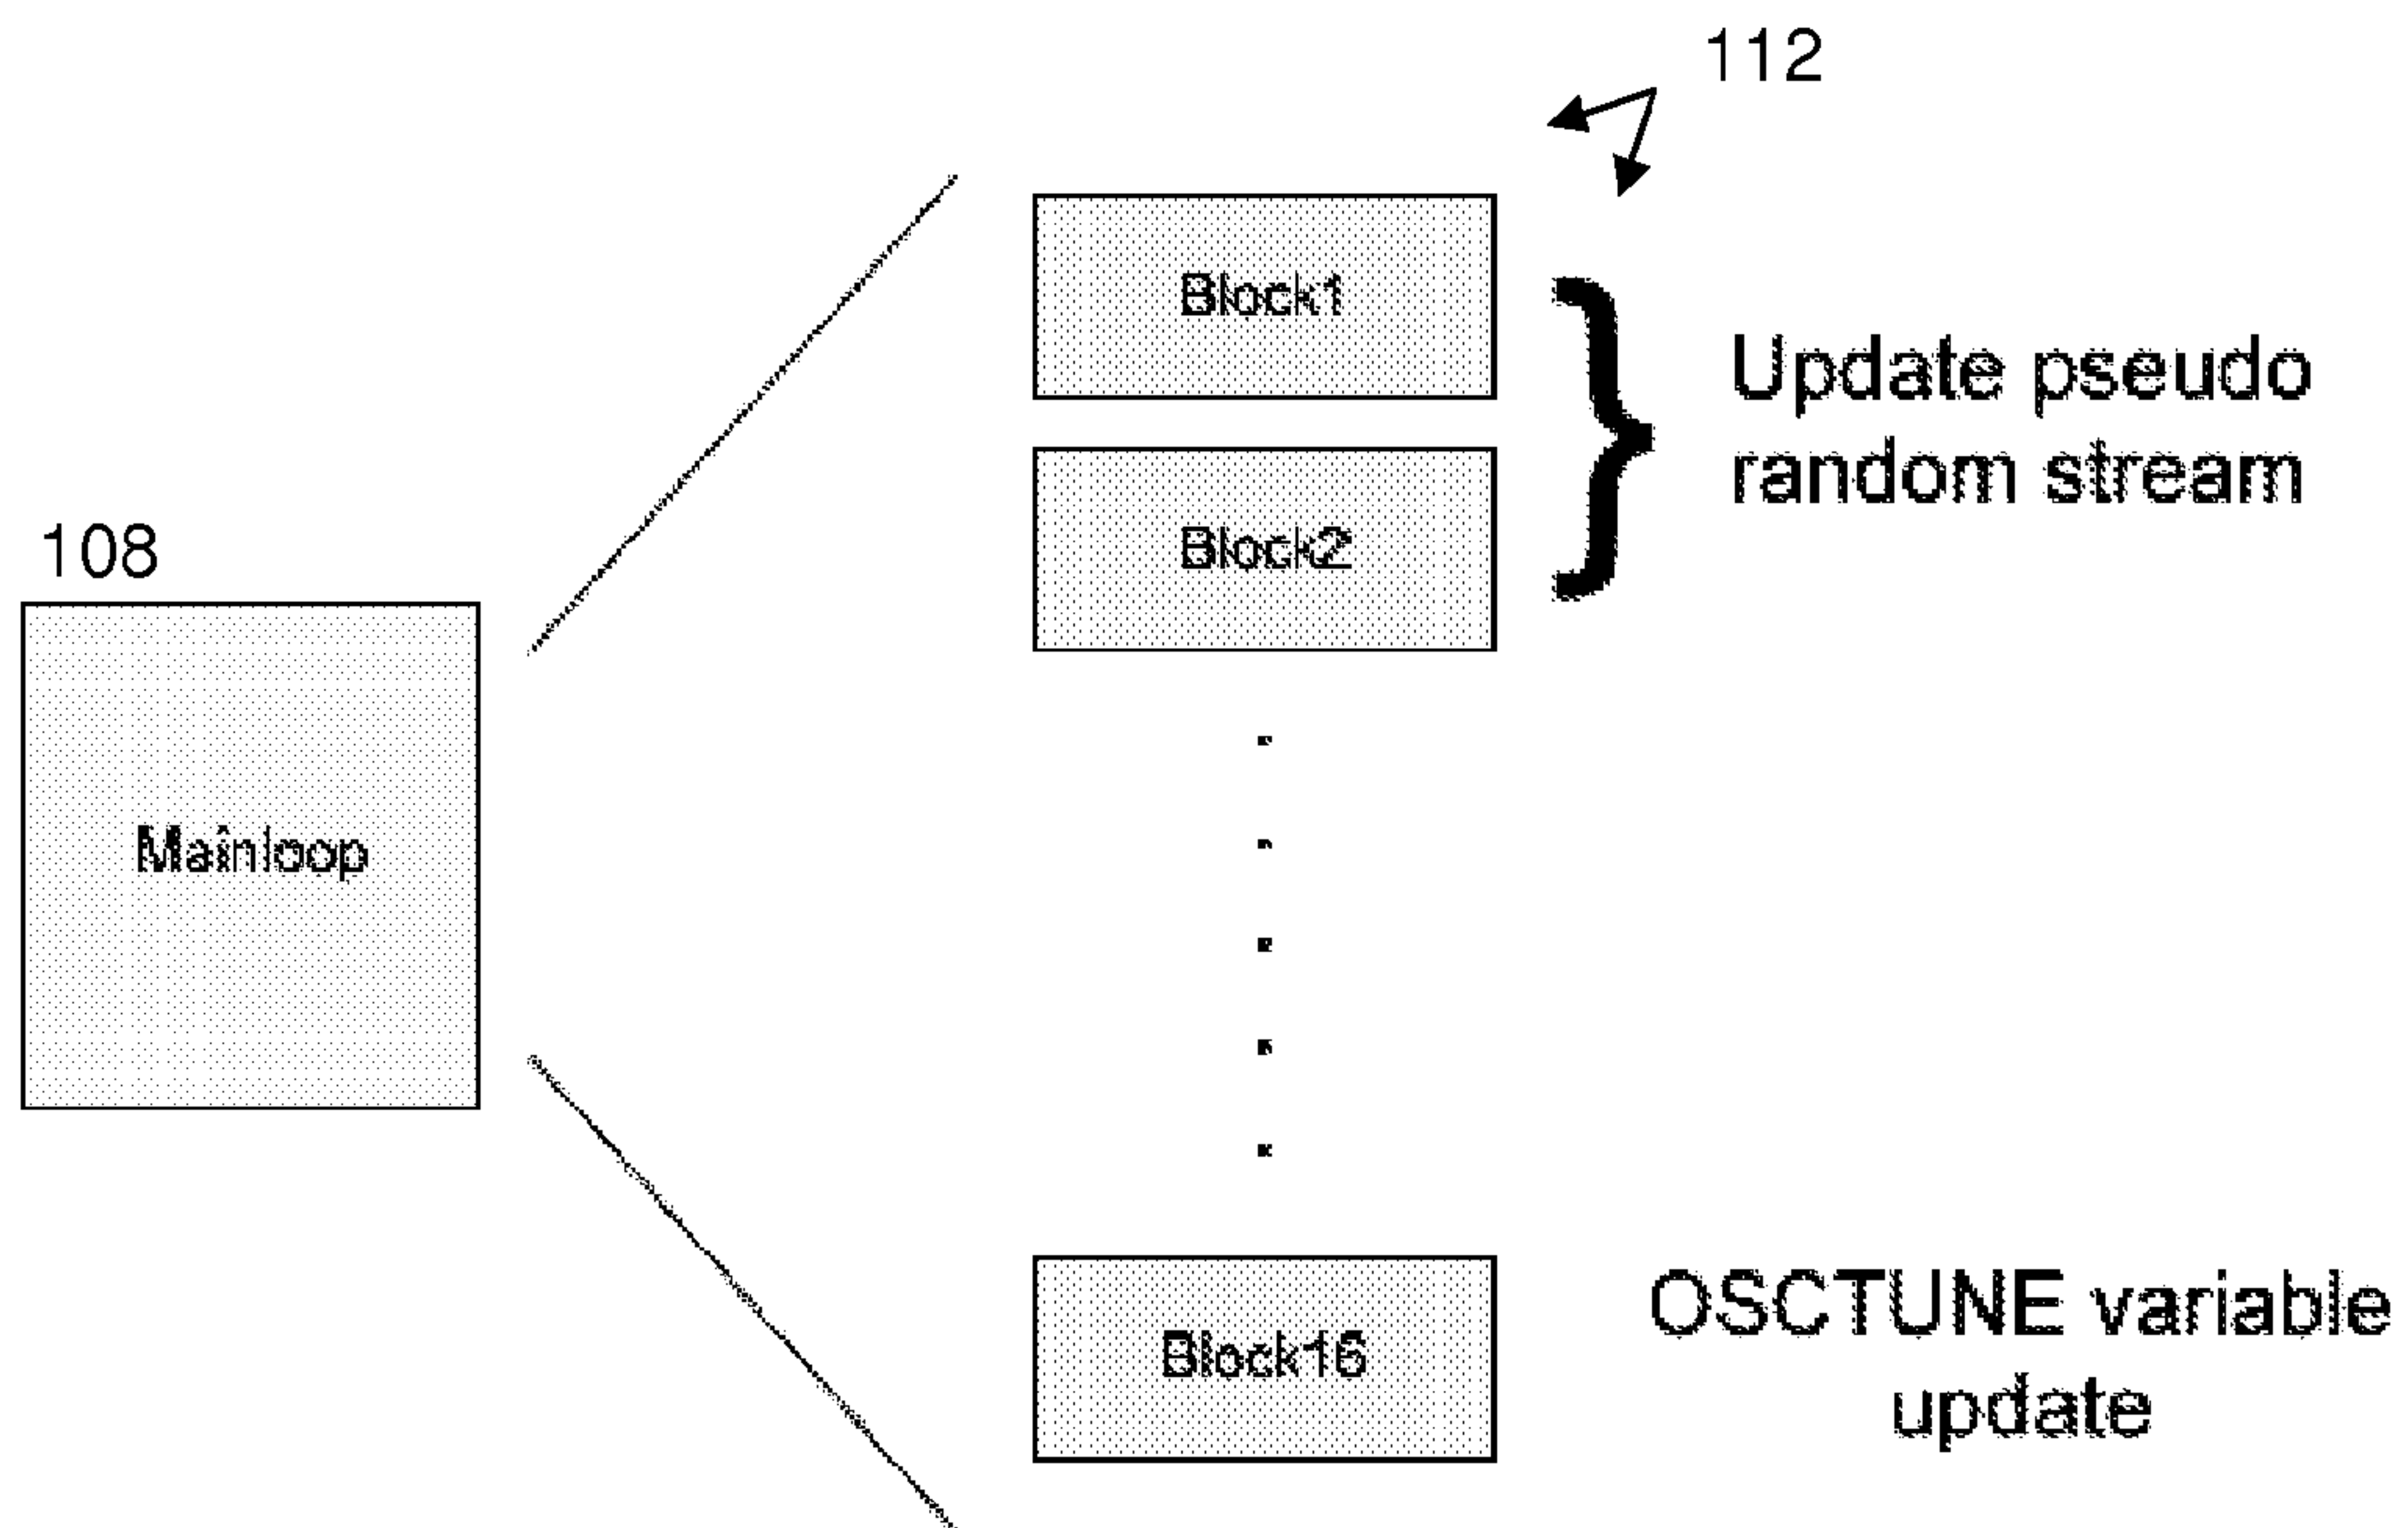 112
Block1
Update pseudo
random stream
Block2
108
Mainloop
Block16
OSCTUNE variable
update